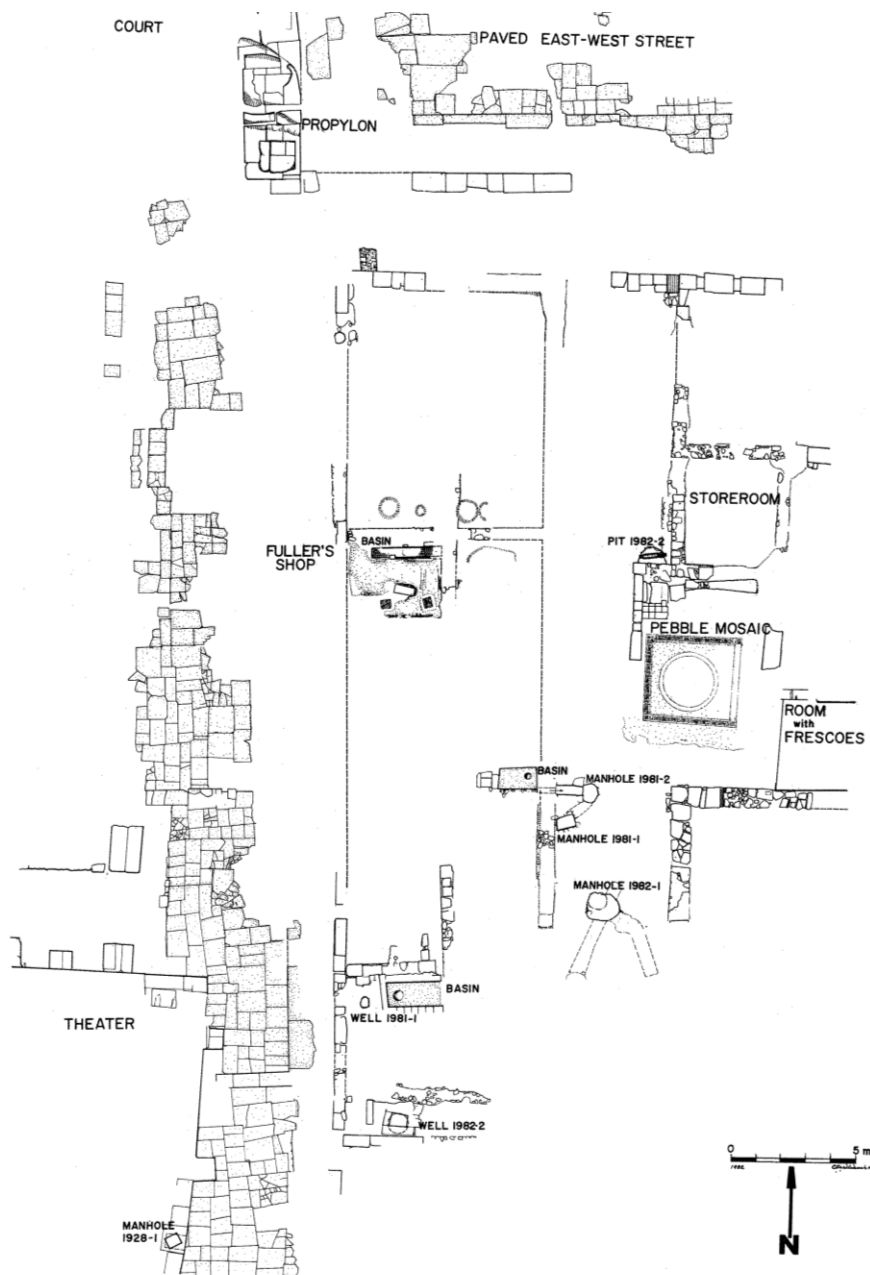 COURT
PAVED EAST-WEST STREET
PROPYLON
STOREROOM
BASIN
PIT 1982-2
FULLER'S
SHOP
PEBBLE MOSAIC
ROOM
with
FRESCOES
BASIN
MANHOLE 1981-2
MANHOLE 1981-1
MANHOLE 1982-1
BASIN
WELL 1981-1
THEATER
WELL 1982-2
0 5 m
1982
N
MANHOLE
1928-1